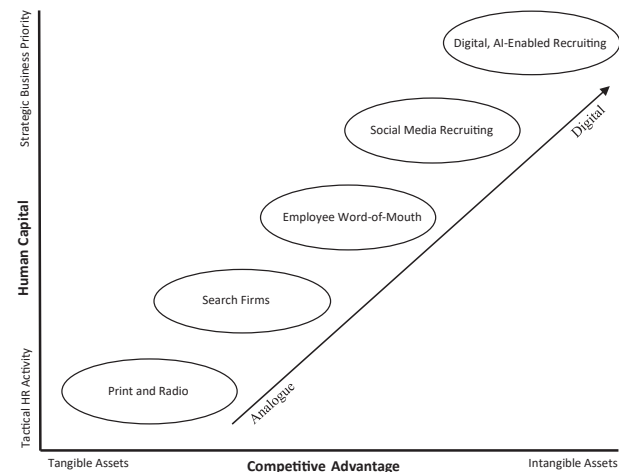 Strategic Business Priority
Digital, AI-Enabled Recruiting
Social Media Recruiting
Digital
Human Capital
Employee Word-of-Mouth
Search Firms
Tactical HR Activity
Print and Radio
Analogue
Tangible Assets
Competitive Advantage
Intangible Assets